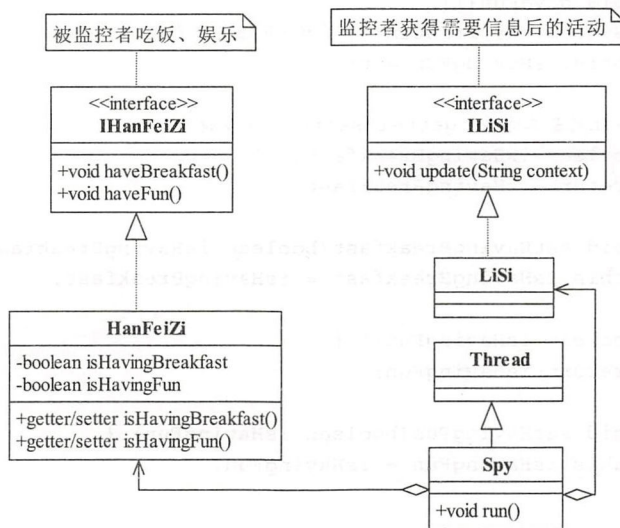 被监控者吃饭、娱乐
监控者获得需要信息后的活动
<<interface>>
IHanFeiZi
+void haveBreakfast()
+void haveFun()
<<interface>>
ILiSi
+void update(String context)
LiSi
HanFeiZi
-boolean isHavingBreakfast
-boolean isHavingFun
+getter/setter isHavingBreakfast()
+getter/setter isHavingFun()
Thread
Spy
+void run()